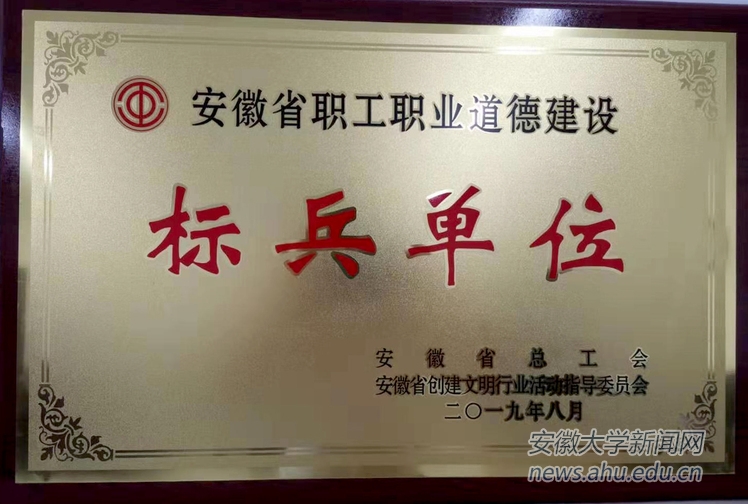 安徽省职工职业道德建设
标兵单位
安徽省总工会
安徽省创建文明行业活动指导委员会
二〇一九年八月
安徽大学新闻网
news.ahu.edu.cn